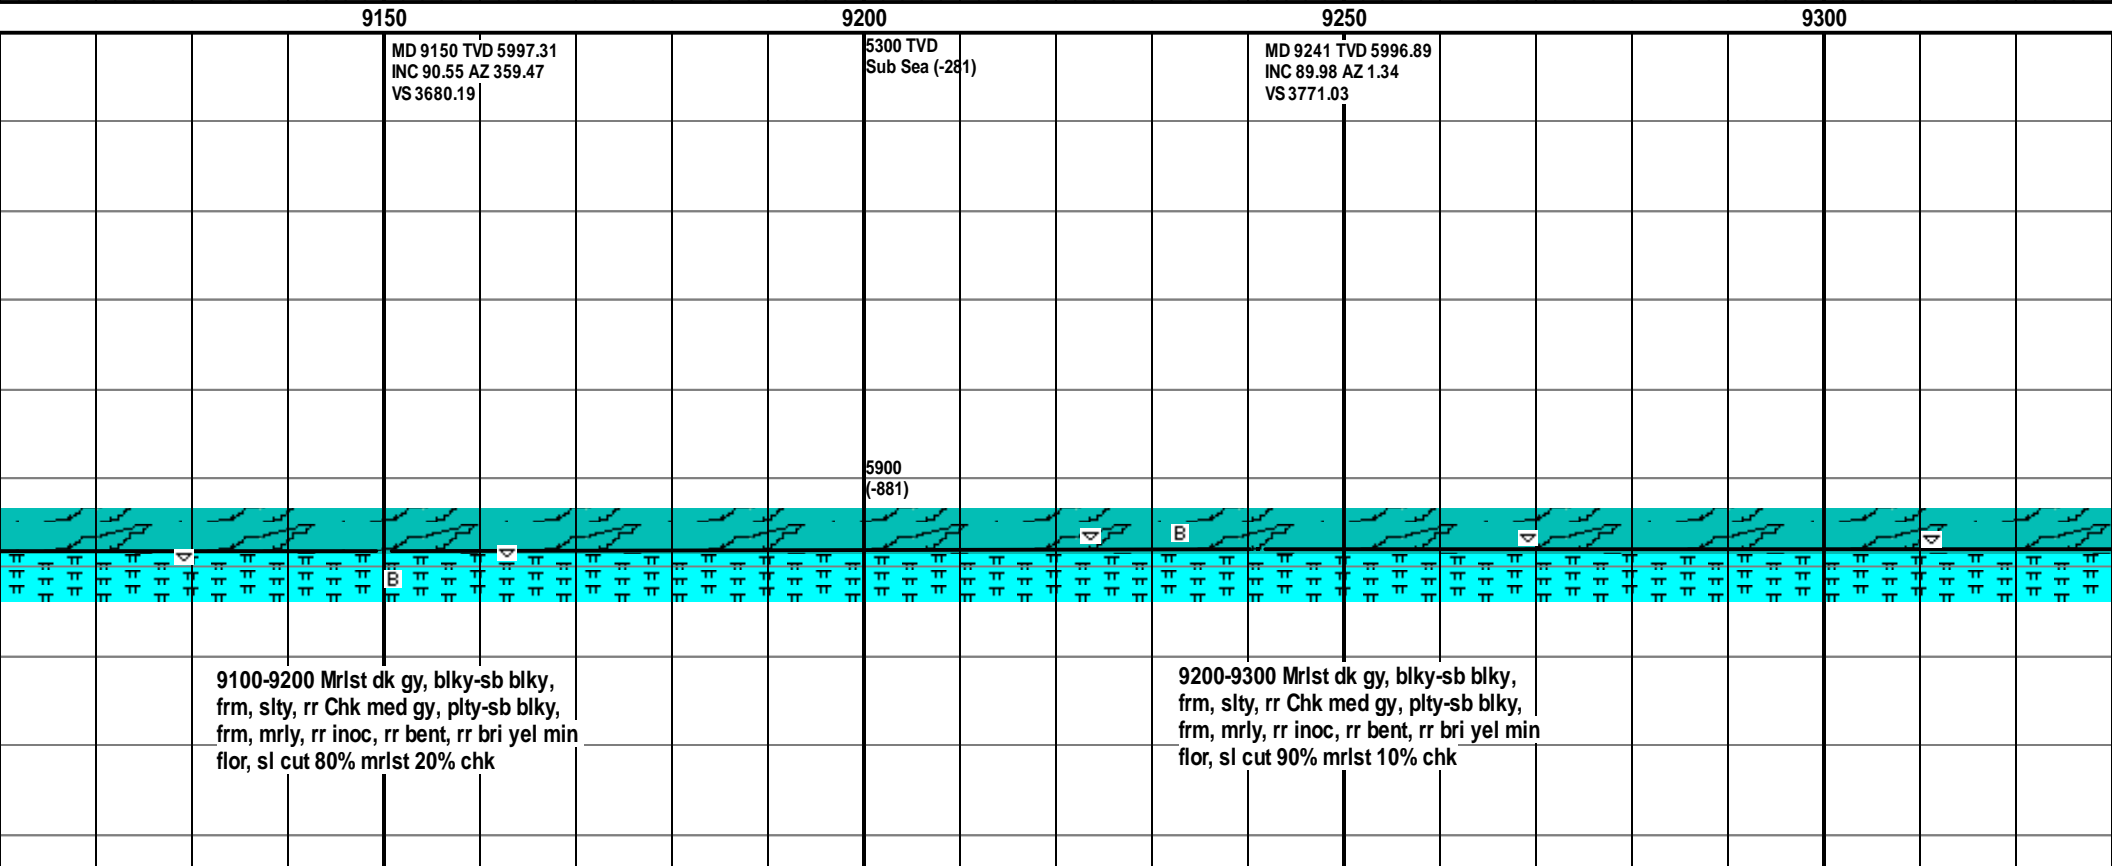 9150 9200 9250 9300
MD 9150 TVD 5997.31
INC 90.55 AZ 359.47
VS 3680.19
5300 TVD
Sub Sea (-281)
MD 9241 TVD 5996.89
INC 89.98 AZ 1.34
VS 3771.03
5900
(-881)
B
B
9100-9200 Mrlst dk gy, blky-sb blky,
frm, slty, rr Chk med gy, plty-sb blky,
frm, mrly, rr inoc, rr bent, rr bri yel min
flor, sl cut 80% mrlst 20% chk
9200-9300 Mrlst dk gy, blky-sb blky,
frm, slty, rr Chk med gy, plty-sb blky,
frm, mrly, rr inoc, rr bent, rr bri yel min
flor, sl cut 90% mrlst 10% chk